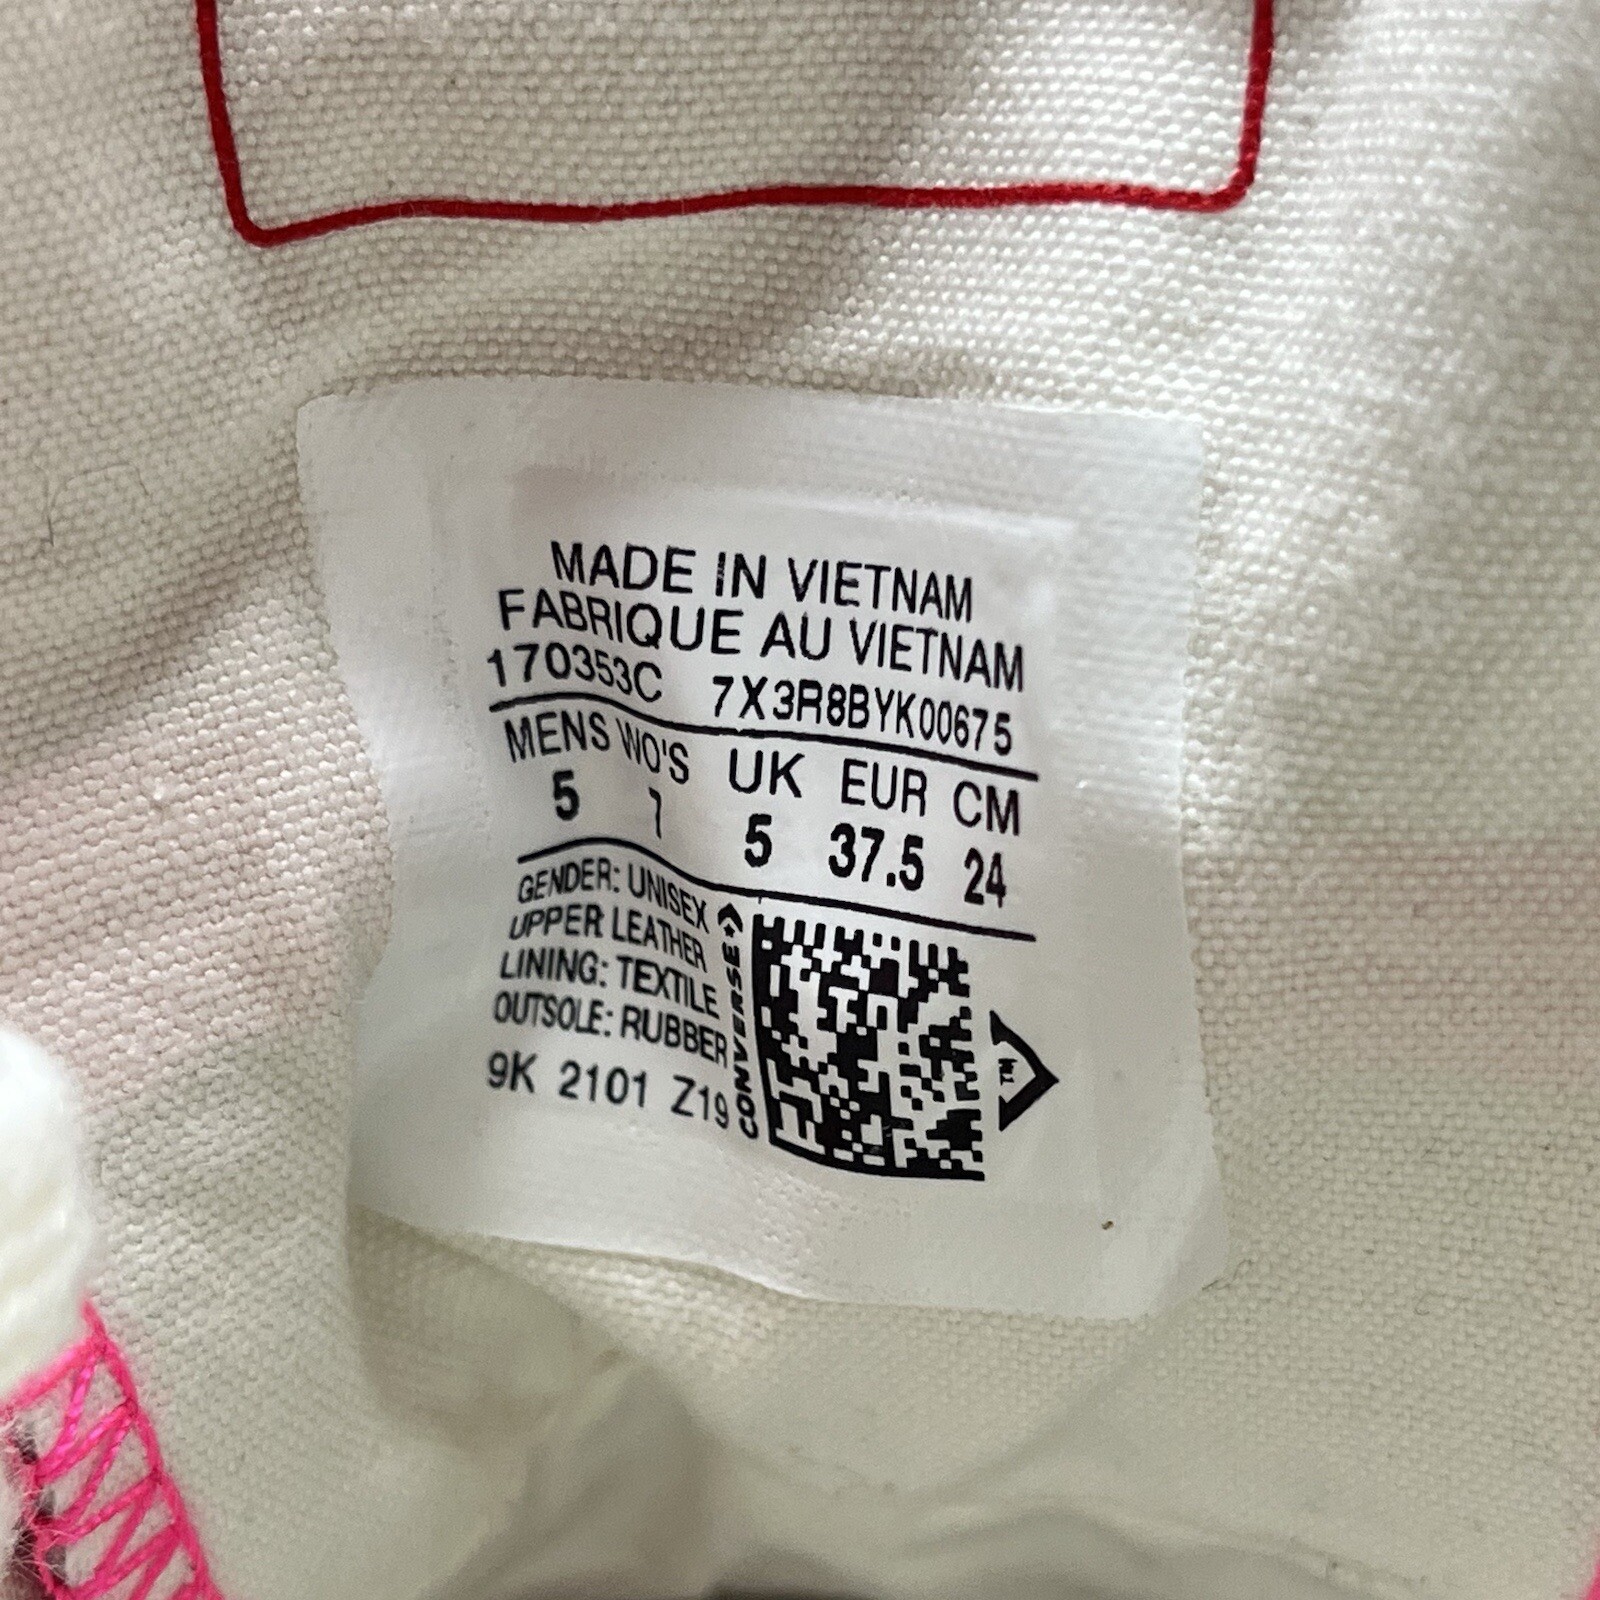 MADE IN VIETNAM
FABRIQUE AU VIETNAM
170353C 7X3R8BYK00675
MENS WO'S UK EUR CM
5 7 5 37.5 24
GENDER: UNISEX
UPPER LEATHER
LINING: TEXTILE
OUTSOLE: RUBBER
9K 2101 Z19
CONVERSE